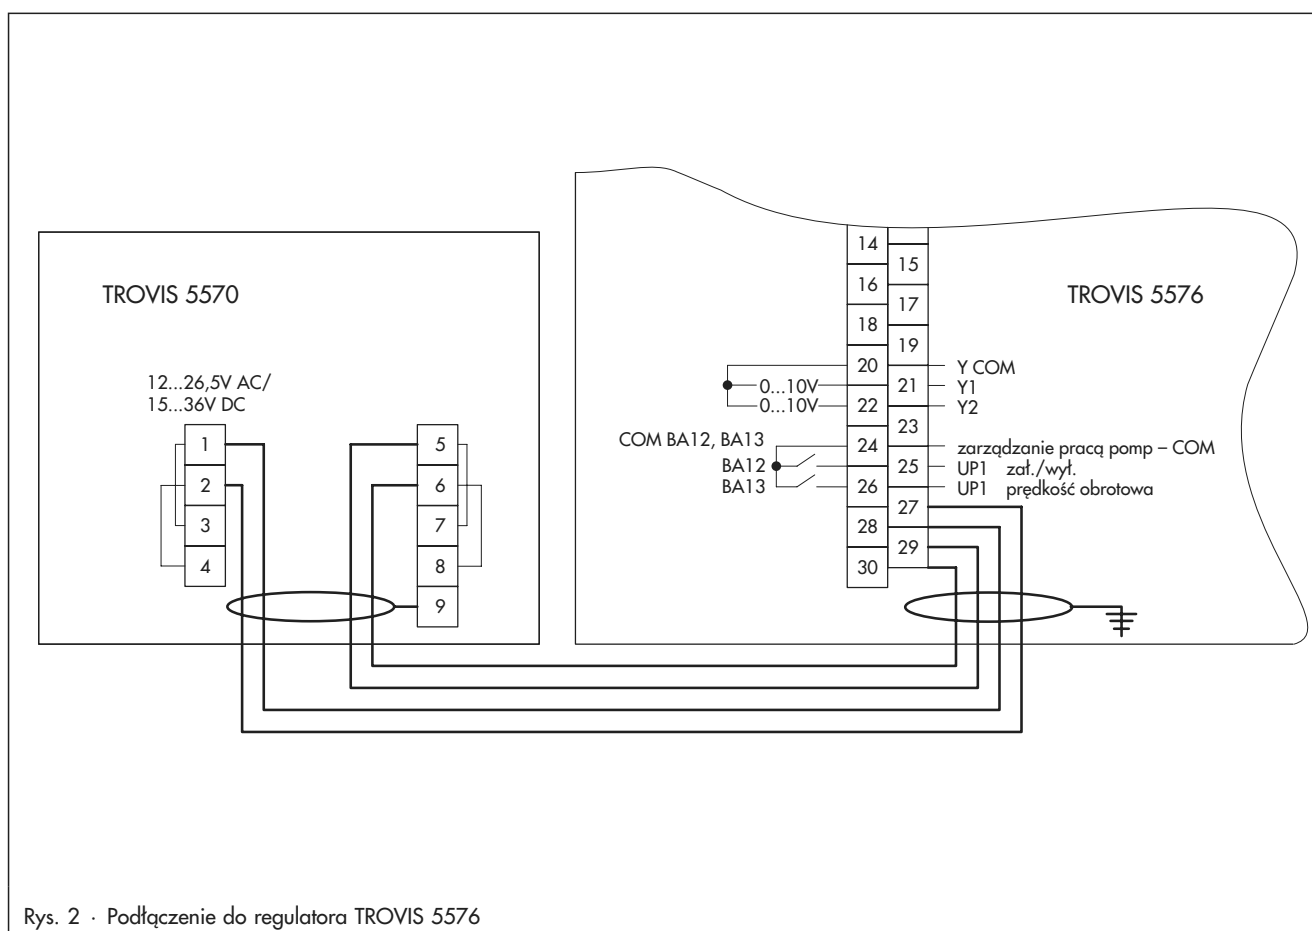 TROVIS 5570
12...26,5V AC/
15...36V DC
1
2
3
4
5
6
7
8
9
TROVIS 5576
14
15
16
17
18
19
20
21
22
23
24
25
26
27
28
29
30
0...10V
0...10V
COM BA12, BA13
BA12
BA13
Y COM
Y1
Y2
zarządzanie pracą pomp – COM
UP1 zał./wył.
UP1 prędkość obrotowa
Rys. 2 · Podłączenie do regulatora TROVIS 5576